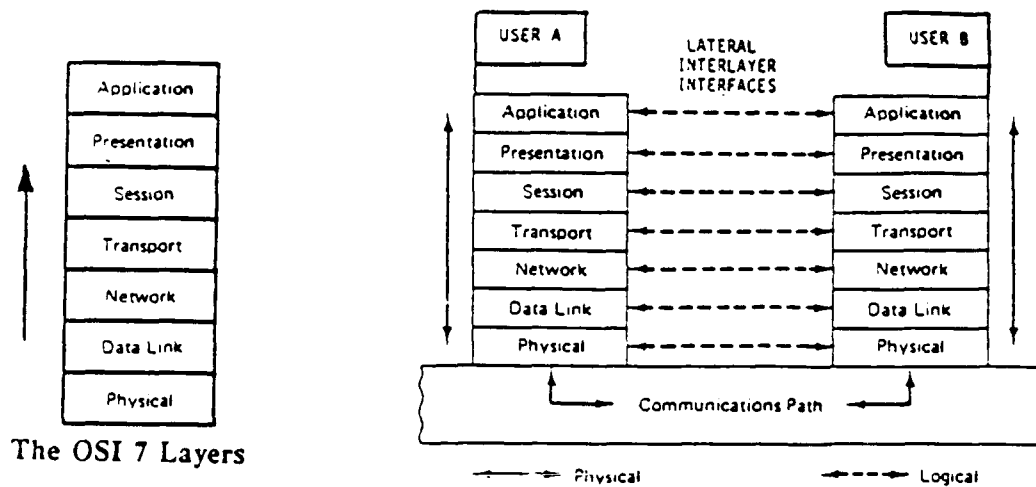 Application
Presentation
Session
Transport
Network
Data Link
Physical
The OSI 7 Layers
USER A
USER B
LATERAL
INTERLAYER
INTERFACES
Application
Presentation
Session
Transport
Network
Data Link
Physical
Application
Presentation
Session
Transport
Network
Data Link
Physical
Communications Path
Physical
Logical